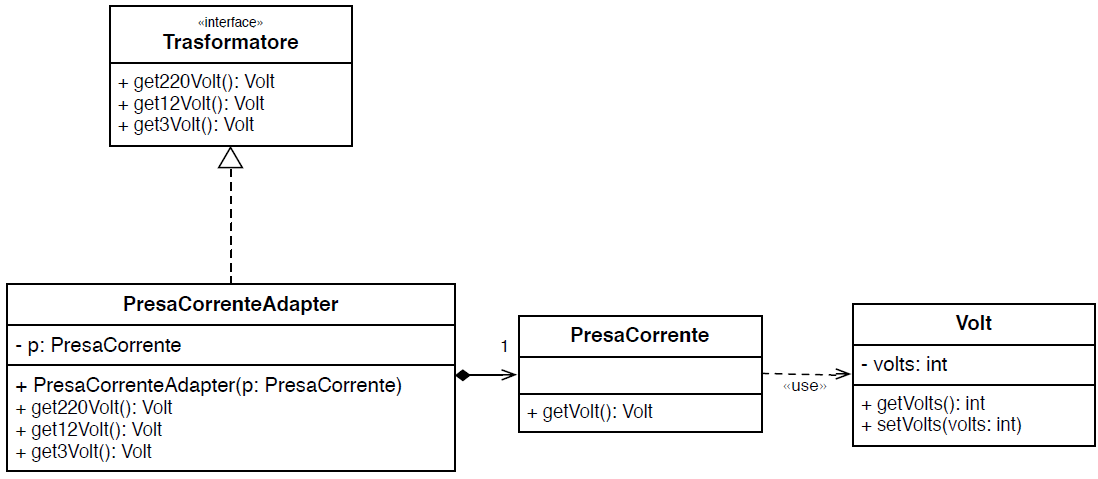 «interface»
Trasformatore
+ get220Volt(): Volt
+ get12Volt(): Volt
+ get3Volt(): Volt
PresaCorrenteAdapter
- p: PresaCorrente
+ PresaCorrenteAdapter(p: PresaCorrente)
+ get220Volt(): Volt
+ get12Volt(): Volt
+ get3Volt(): Volt
1
PresaCorrente
+ getVolt(): Volt
«use»
Volt
- volts: int
+ getVolts(): int
+ setVolts(volts: int)